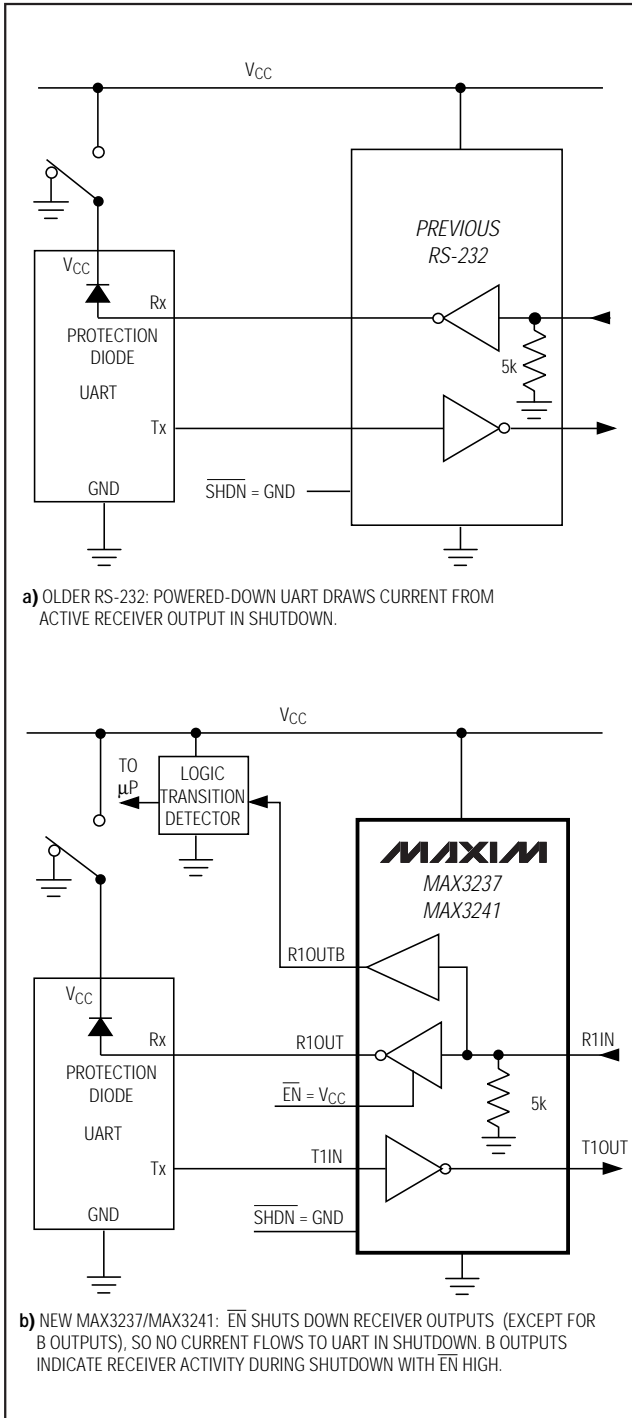 VCC
VCC
PREVIOUS
RS-232
Rx
PROTECTION
DIODE
5k
UART
Tx
GND
SHDN = GND
a) OLDER RS-232: POWERED-DOWN UART DRAWS CURRENT FROM
ACTIVE RECEIVER OUTPUT IN SHUTDOWN.
VCC
TO
μP
LOGIC
TRANSITION
DETECTOR
MAXIM
MAX3237
MAX3241
R1OUTB
VCC
Rx
R1OUT
R1IN
PROTECTION
DIODE
EN = VCC
5k
UART
Tx
T1IN
T1OUT
GND
SHDN = GND
b) NEW MAX3237/MAX3241: EN SHUTS DOWN RECEIVER OUTPUTS (EXCEPT FOR
B OUTPUTS), SO NO CURRENT FLOWS TO UART IN SHUTDOWN. B OUTPUTS
INDICATE RECEIVER ACTIVITY DURING SHUTDOWN WITH EN HIGH.